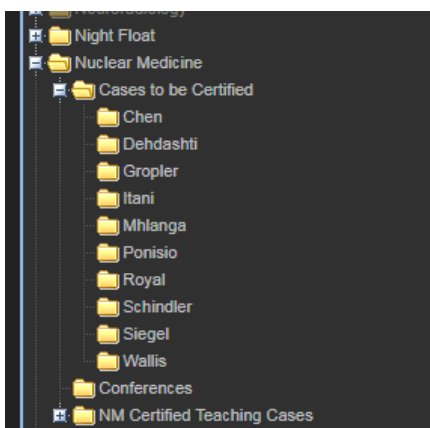 Neuroradiology
Night Float
Nuclear Medicine
Cases to be Certified
Chen
Dehdashti
Gropler
Itani
Mhlanga
Ponisio
Royal
Schindler
Siegel
Wallis
Conferences
NM Certified Teaching Cases